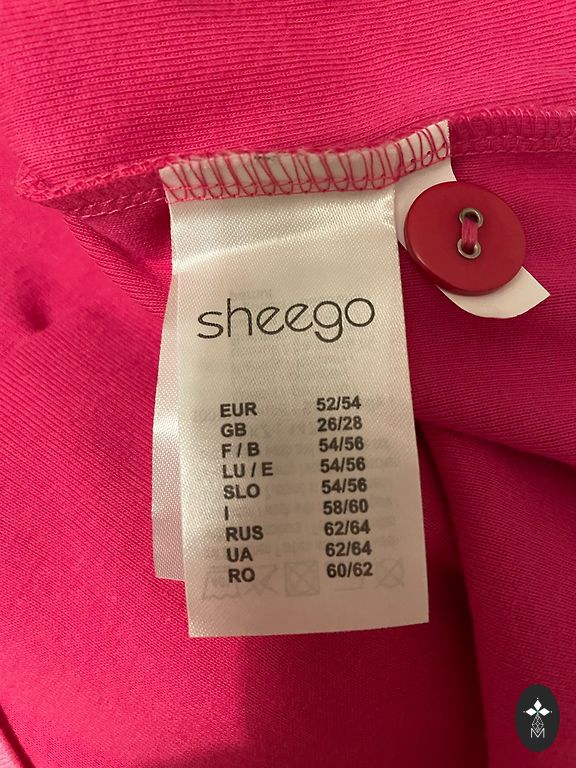 sheego
EUR 52/54
GB 26/28
F / B 54/56
LU / E 54/56
SLO 54/56
I 58/60
RUS 62/64
UA 62/64
RO 60/62
M